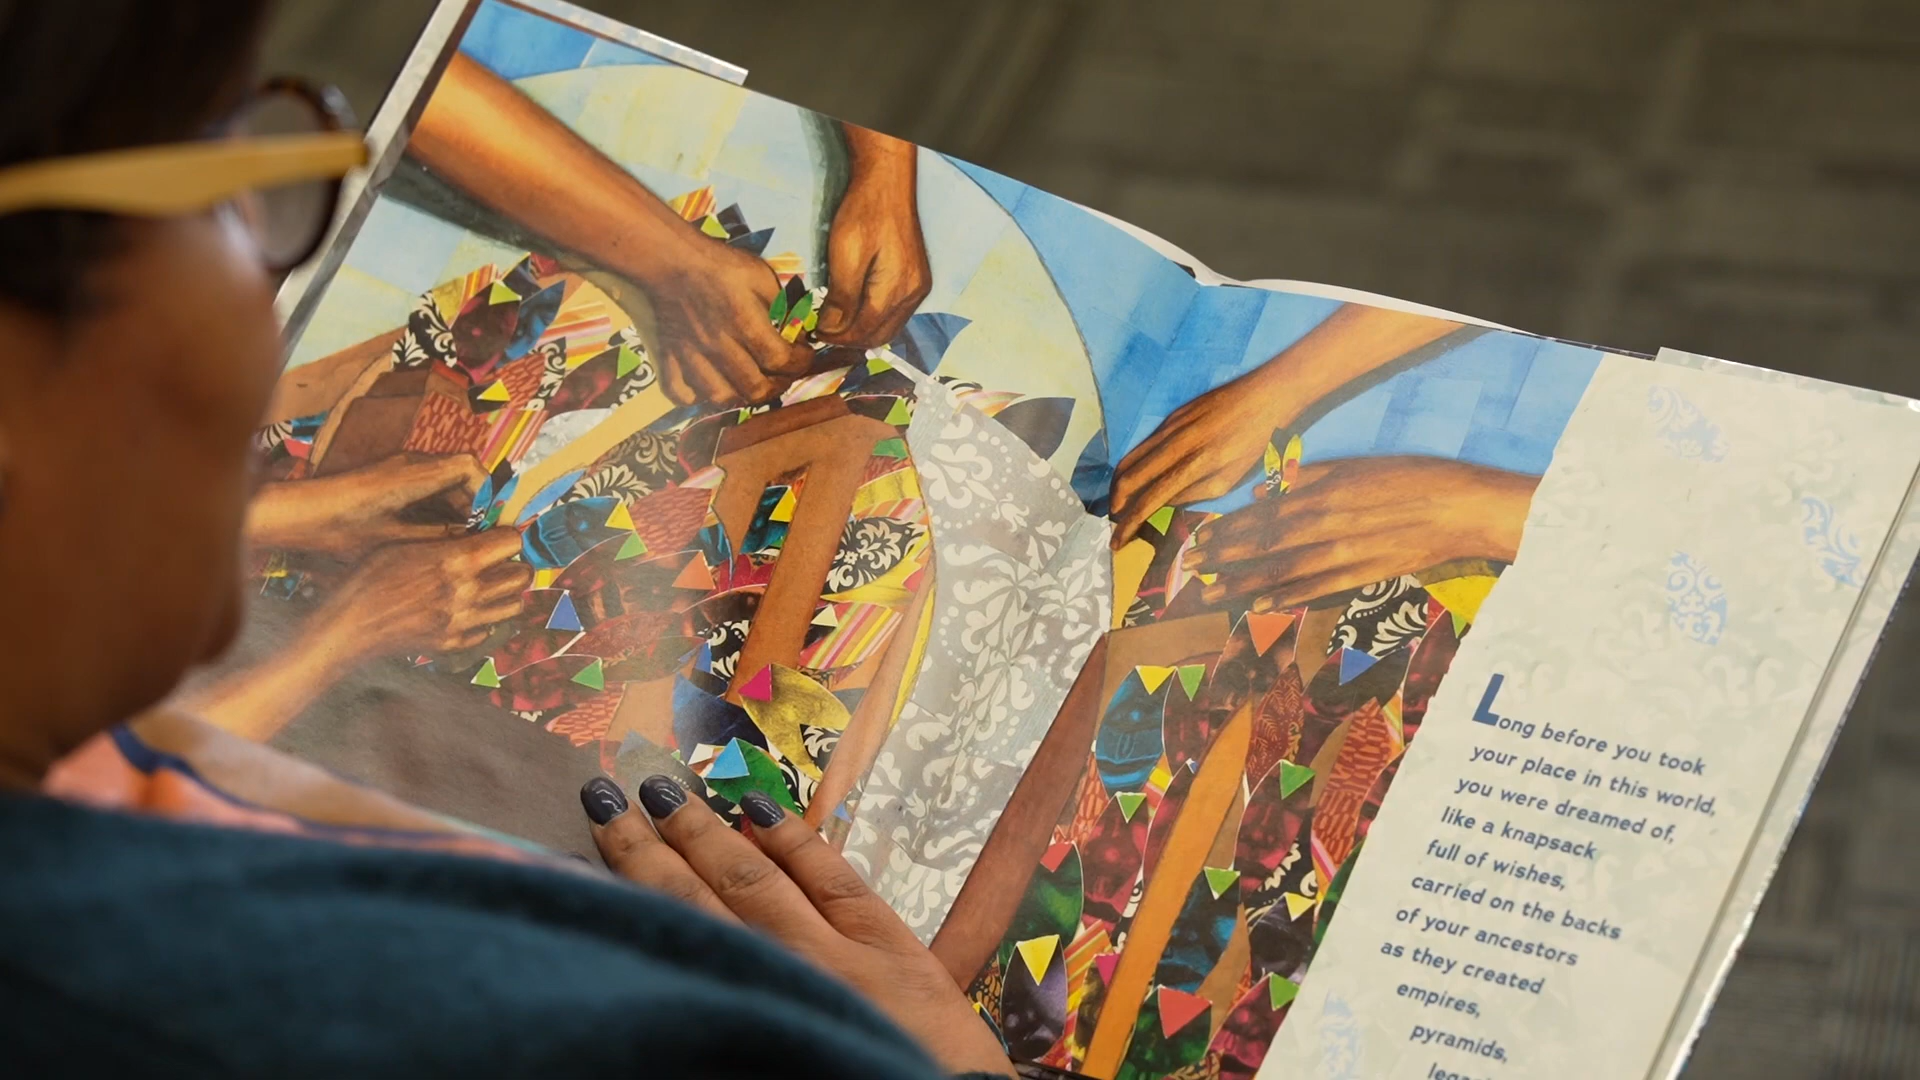 Long before you took
your place in this world,
you were dreamed of,
like a knapsack
full of wishes,
carried on the backs
of your ancestors
as they created
empires,
pyramids,